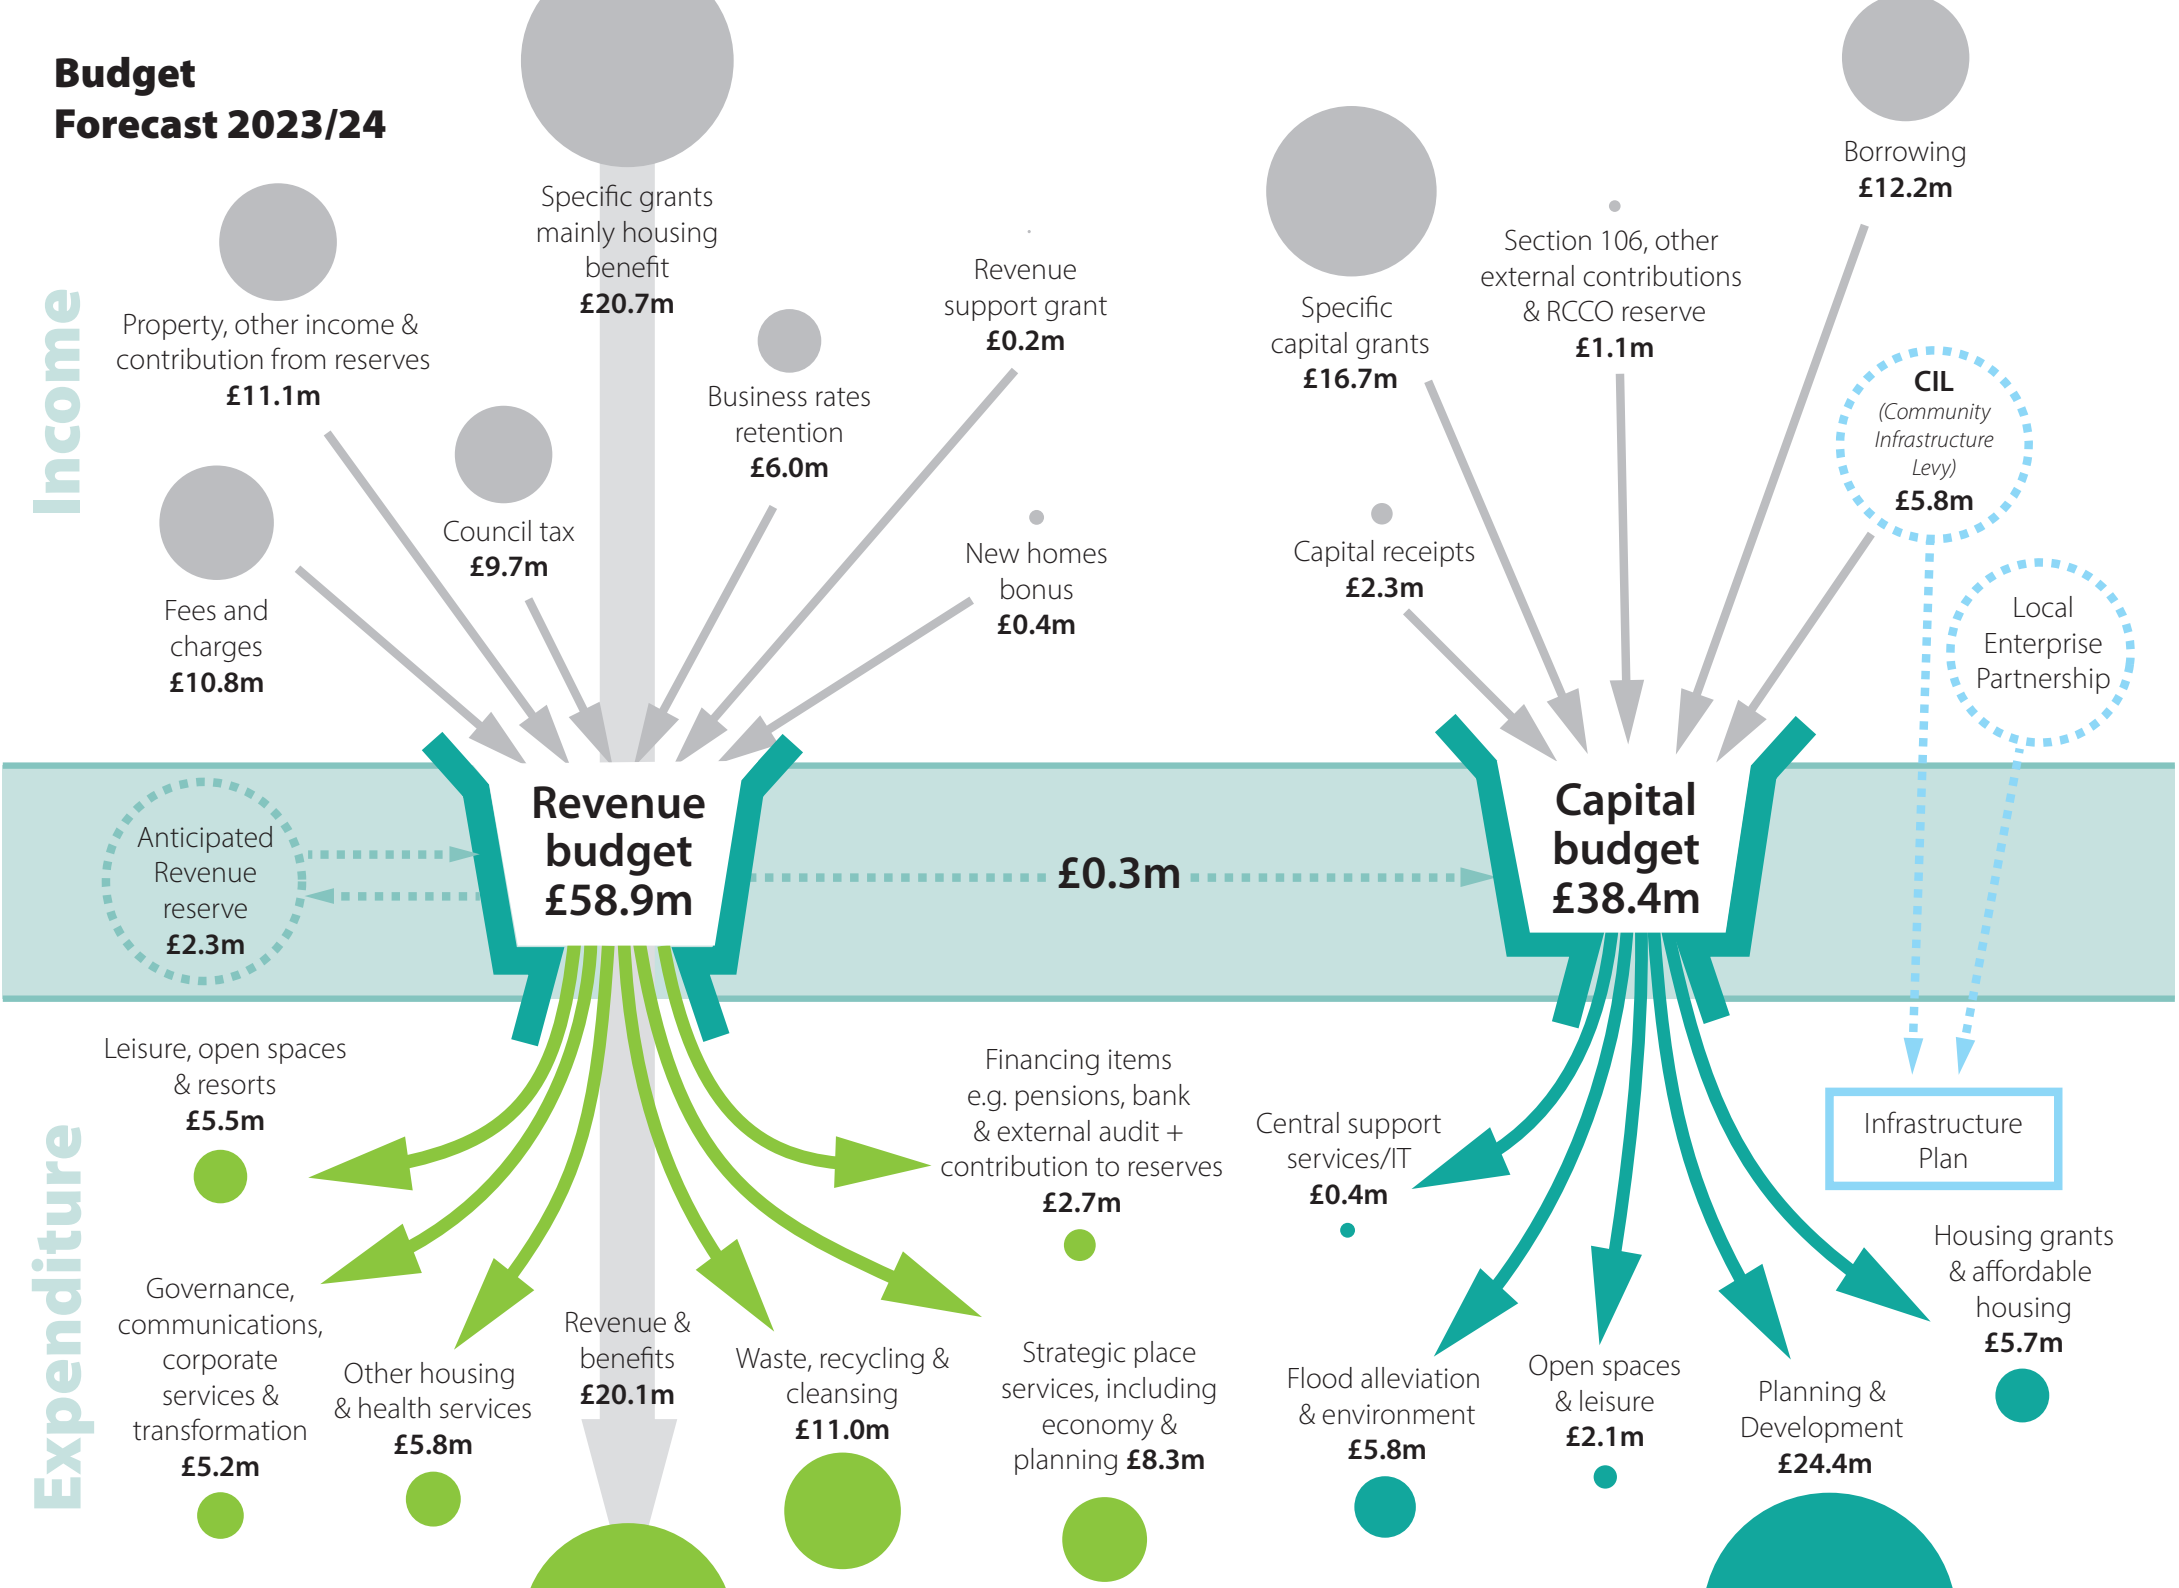 Budget
Forecast 2023/24
Income
Property, other income &
contribution from reserves
£11.1m
Specific grants
mainly housing
benefit
£20.7m
Fees and
charges
£10.8m
Council tax
£9.7m
Business rates
retention
£6.0m
Revenue
support grant
£0.2m
New homes
bonus
£0.4m
Specific
capital grants
£16.7m
Section 106, other
external contributions
& RCCO reserve
£1.1m
Borrowing
£12.2m
Capital receipts
£2.3m
CIL
(Community
Infrastructure
Levy)
£5.8m
Local
Enterprise
Partnership
Anticipated
Revenue
reserve
£2.3m
Revenue
budget
£58.9m
£0.3m
Capital
budget
£38.4m
Expenditure
Leisure, open spaces
& resorts
£5.5m
Governance,
communications,
corporate
services &
transformation
£5.2m
Other housing
& health services
£5.8m
Revenue &
benefits
£20.1m
Waste, recycling &
cleansing
£11.0m
Strategic place
services, including
economy &
planning £8.3m
Financing items
e.g. pensions, bank
& external audit +
contribution to reserves
£2.7m
Central support
services/IT
£0.4m
Flood alleviation
& environment
£5.8m
Open spaces
& leisure
£2.1m
Planning &
Development
£24.4m
Housing grants
& affordable
housing
£5.7m
Infrastructure
Plan